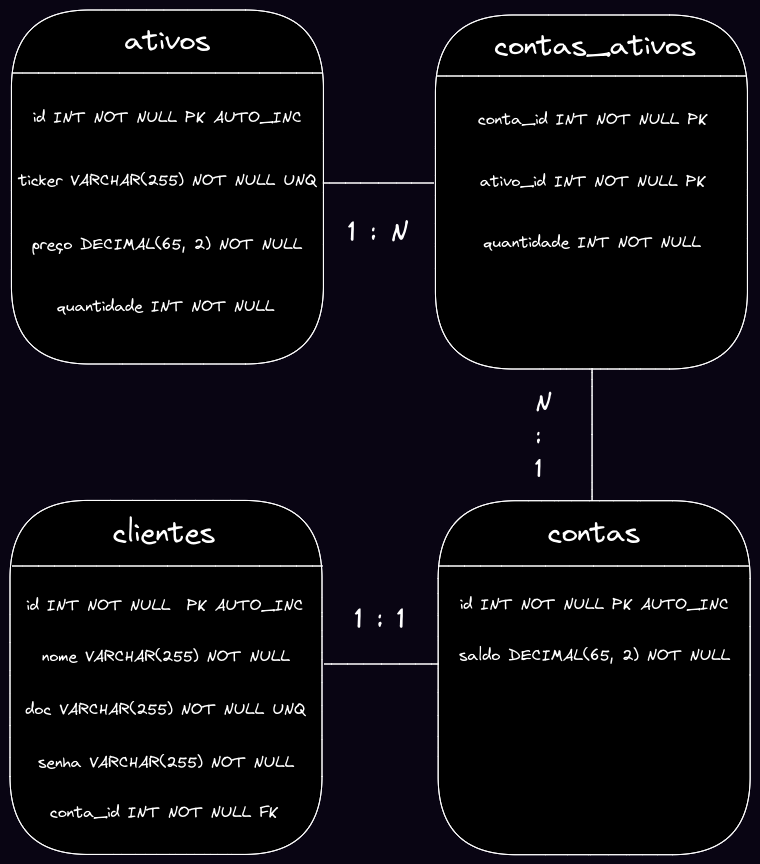 ativos
id INT NOT NULL PK AUTO_INC
ticker VARCHAR(255) NOT NULL UNQ
preço DECIMAL(65, 2) NOT NULL
quantidade INT NOT NULL
1 : N
contas_ativos
conta_id INT NOT NULL PK
ativo_id INT NOT NULL PK
quantidade INT NOT NULL
N
:
1
clientes
id INT NOT NULL PK AUTO_INC
nome VARCHAR(255) NOT NULL
doc VARCHAR(255) NOT NULL UNQ
senha VARCHAR(255) NOT NULL
conta_id INT NOT NULL FK
1 : 1
contas
id INT NOT NULL PK AUTO_INC
saldo DECIMAL(65, 2) NOT NULL